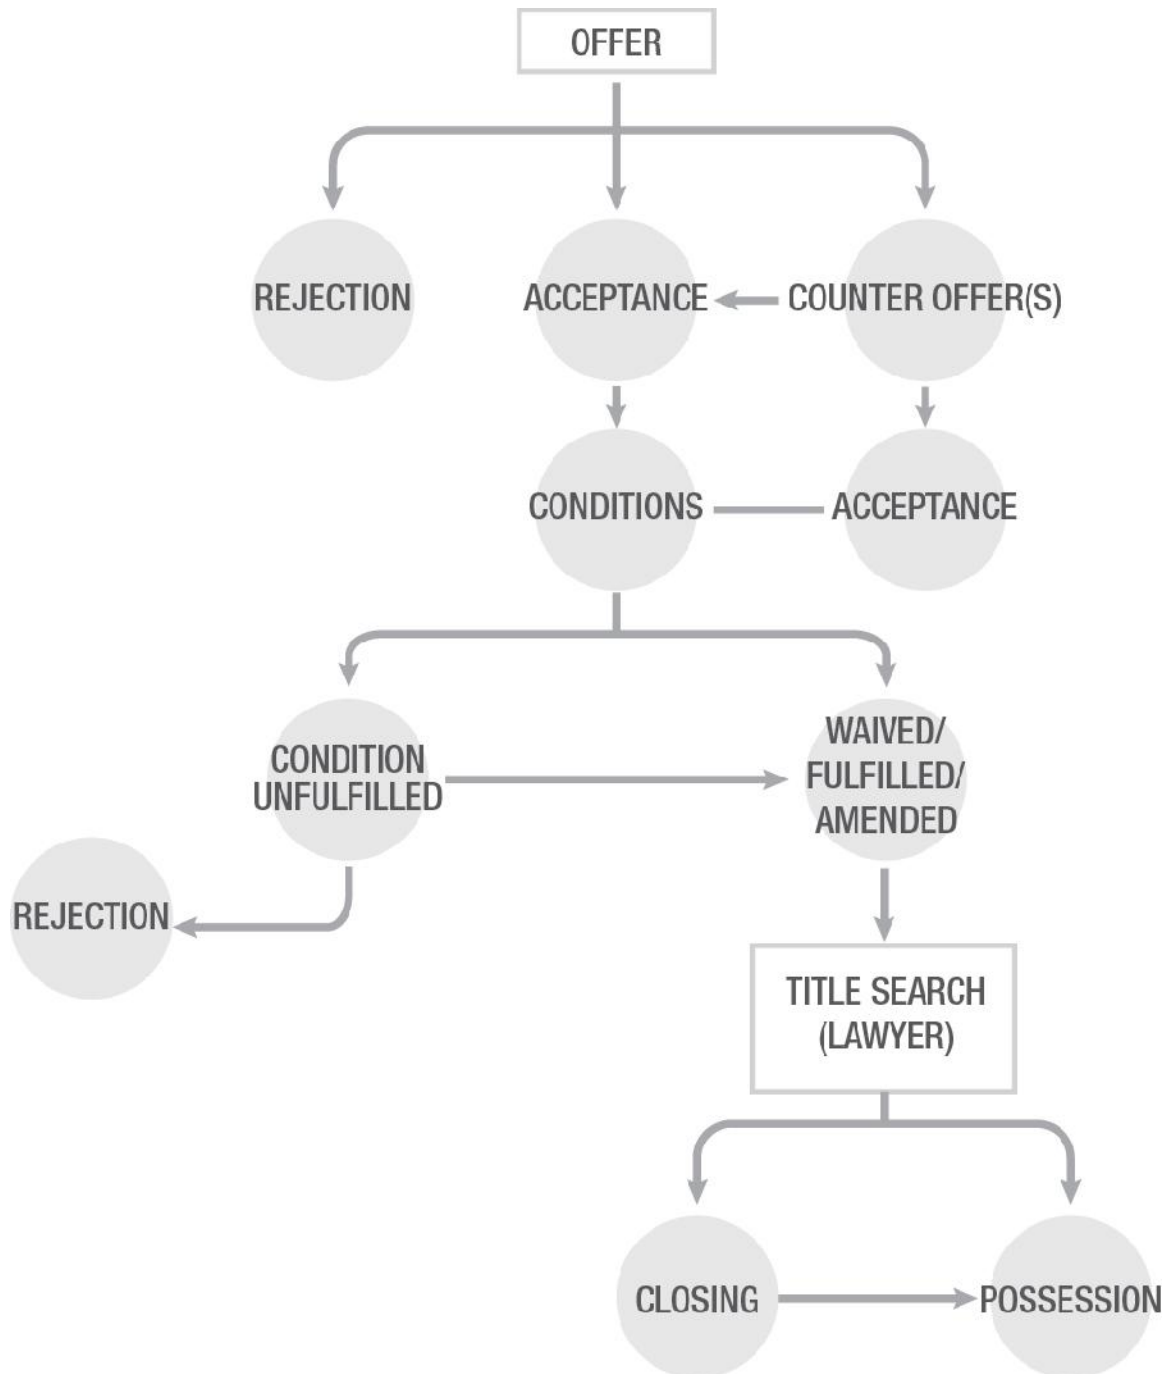 OFFER
REJECTION
ACCEPTANCE
COUNTER OFFER(S)
CONDITIONS
ACCEPTANCE
CONDITION
UNFULFILLED
WAIVED/
FULFILLED/
AMENDED
REJECTION
TITLE SEARCH
(LAWYER)
CLOSING
POSSESSION